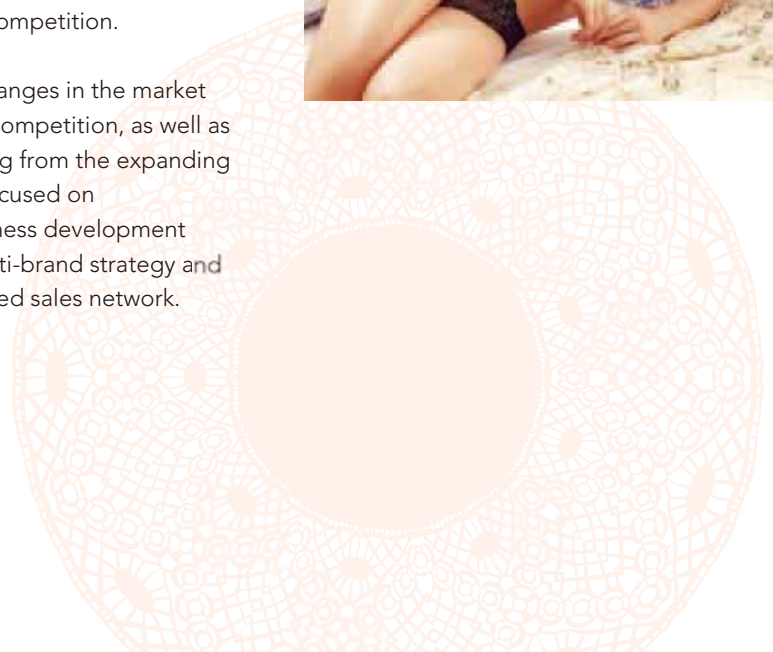 ompetition.
anges in the market
ompetition, as well as
g from the expanding
cused on
ness development
ti-brand strategy and
ed sales network.